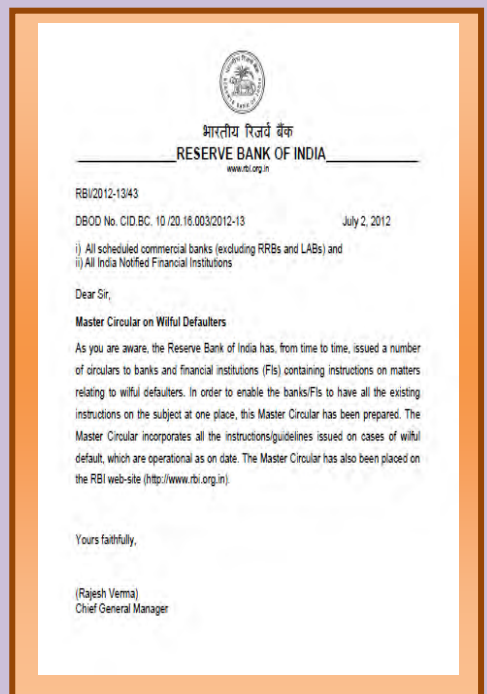 भारतीय रिज़र्व बैंक
RESERVE BANK OF INDIA
www.rbi.org.in
RBI/2012-13/43
DBOD No. CID.BC. 10 /20.16.003/2012-13 July 2, 2012
i) All scheduled commercial banks (excluding RRBs and LABs) and
ii) All India Notified Financial Institutions
Dear Sir,
Master Circular on Wilful Defaulters
As you are aware, the Reserve Bank of India has, from time to time, issued a number
of circulars to banks and financial institutions (FIs) containing instructions on matters
relating to wilful defaulters. In order to enable the banks/FIs to have all the existing
instructions on the subject at one place, this Master Circular has been prepared. The
Master Circular incorporates all the instructions/guidelines issued on cases of wilful
default, which are operational as on date. The Master Circular has also been placed on
the RBI web-site (http://www.rbi.org.in).
Yours faithfully,
(Rajesh Verma)
Chief General Manager